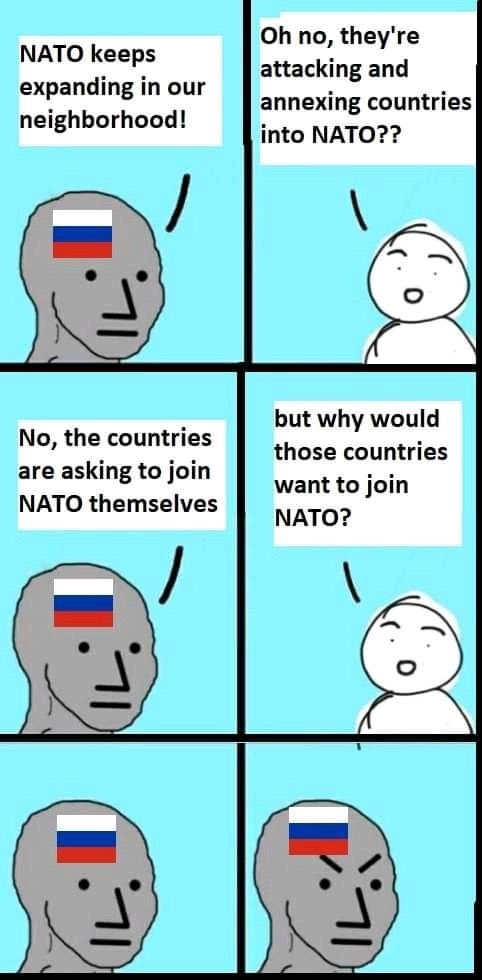 NATO keeps
expanding in our
neighborhood!
Oh no, they're
attacking and
annexing countries
into NATO??
No, the countries
are asking to join
NATO themselves
but why would
those countries
want to join
NATO?